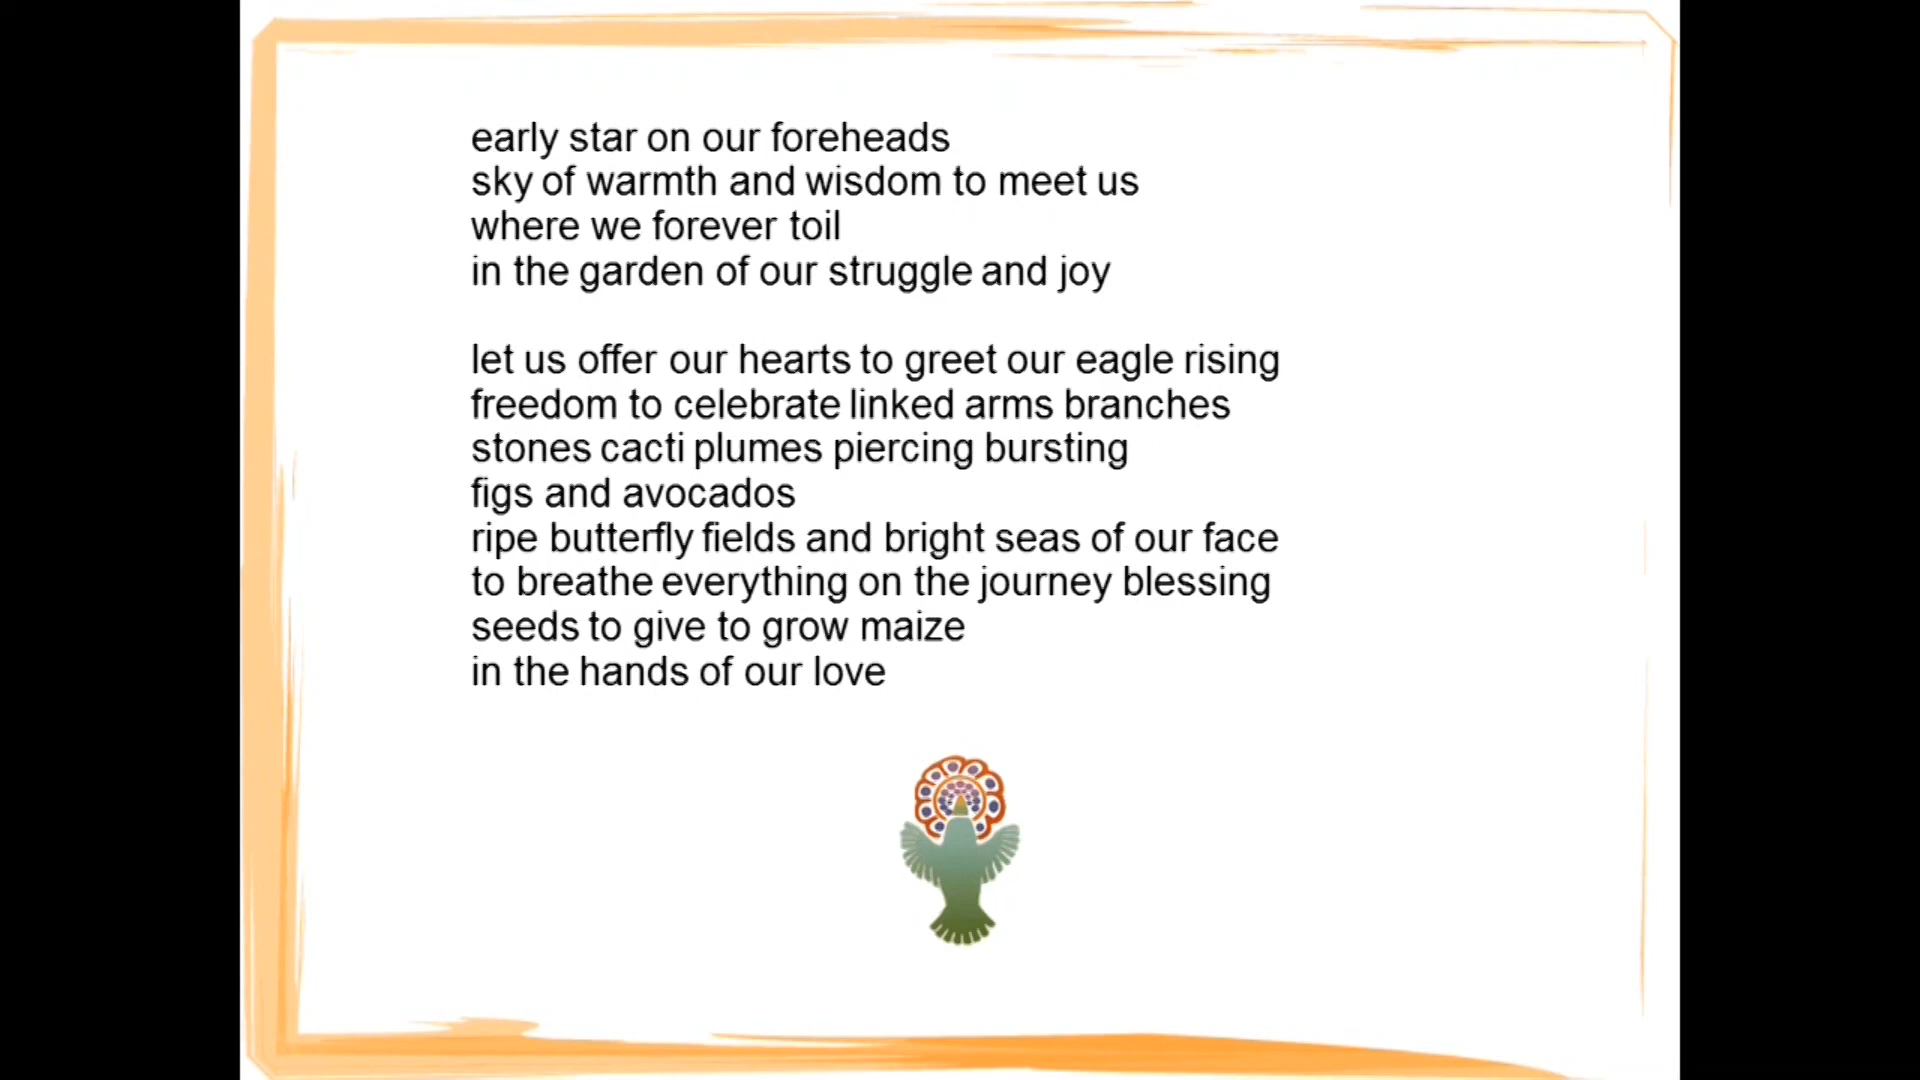 early star on our foreheads
sky of warmth and wisdom to meet us
where we forever toil
in the garden of our struggle and joy
let us offer our hearts to greet our eagle rising
freedom to celebrate linked arms branches
stones cacti plumes piercing bursting
figs and avocados
ripe butterfly fields and bright seas of our face
to breathe everything on the journey blessing
seeds to give to grow maize
in the hands of our love